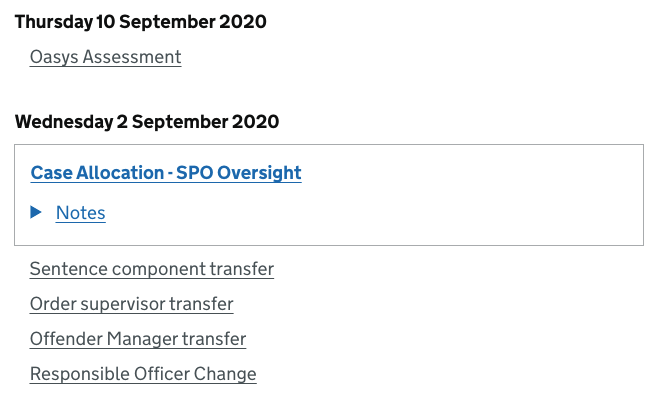 Thursday 10 September 2020
Oasys Assessment
Wednesday 2 September 2020
Case Allocation - SPO Oversight
Notes
Sentence component transfer
Order supervisor transfer
Offender Manager transfer
Responsible Officer Change